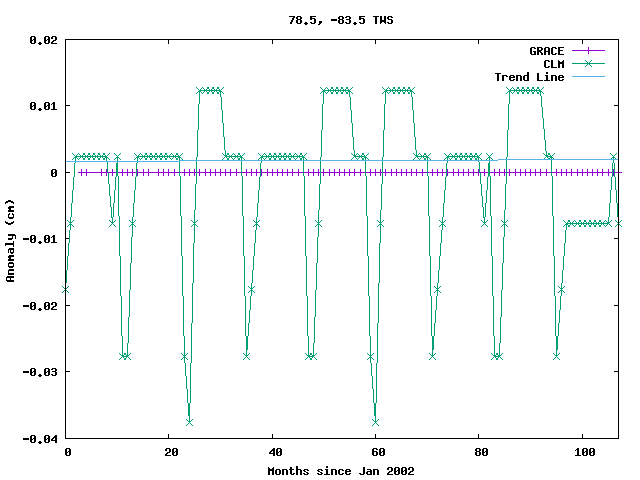 78.5, -83.5 TWS
GRACE
CLM
Trend Line
0.02
0.01
0
-0.01
-0.02
-0.03
-0.04
Anomaly (cm)
0 20 40 60 80 100
Months since Jan 2002